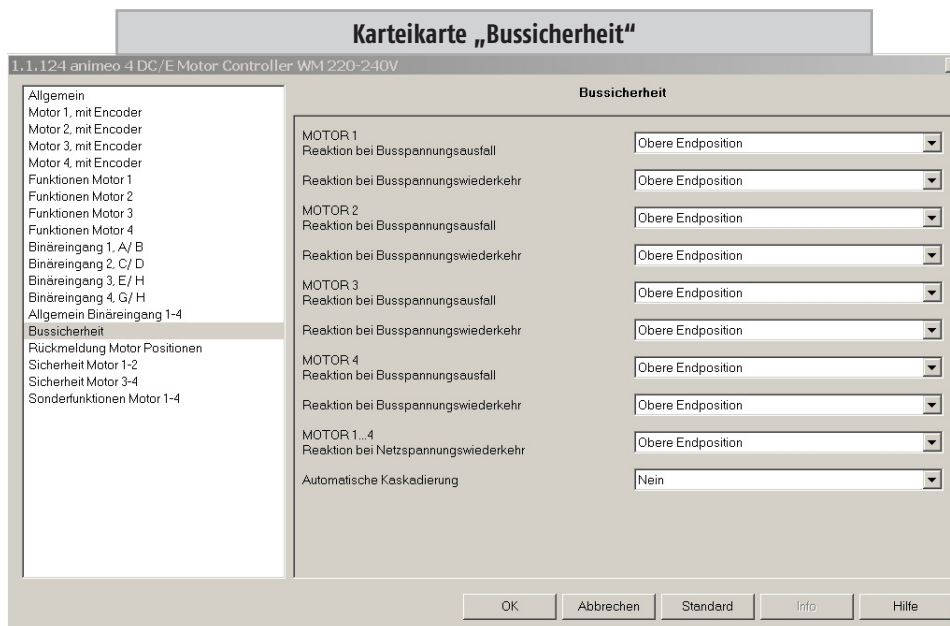 Karteikarte „Bussicherheit“
1.1.124 animeo 4 DC/E Motor Controller WM 220-240V
Allgemein
Motor 1, mit Encoder
Motor 2, mit Encoder
Motor 3, mit Encoder
Motor 4, mit Encoder
Funktionen Motor 1
Funktionen Motor 2
Funktionen Motor 3
Funktionen Motor 4
Binäreingang 1, A/ B
Binäreingang 2, C/ D
Binäreingang 3, E/ H
Binäreingang 4, G/ H
Allgemein Binäreingang 1-4
Bussicherheit
Rückmeldung Motor Positionen
Sicherheit Motor 1-2
Sicherheit Motor 3-4
Sonderfunktionen Motor 1-4
Bussicherheit
MOTOR 1
Reaktion bei Busspannungsausfall
Obere Endposition
Reaktion bei Busspannungswiederkehr
Obere Endposition
MOTOR 2
Reaktion bei Busspannungsausfall
Obere Endposition
Reaktion bei Busspannungswiederkehr
Obere Endposition
MOTOR 3
Reaktion bei Busspannungsausfall
Obere Endposition
Reaktion bei Busspannungswiederkehr
Obere Endposition
MOTOR 4
Reaktion bei Busspannungsausfall
Obere Endposition
Reaktion bei Busspannungswiederkehr
Obere Endposition
MOTOR 1...4
Reaktion bei Netzspannungswiederkehr
Obere Endposition
Automatische Kaskadierung
Nein
OK
Abbrechen
Standard
Info
Hilfe